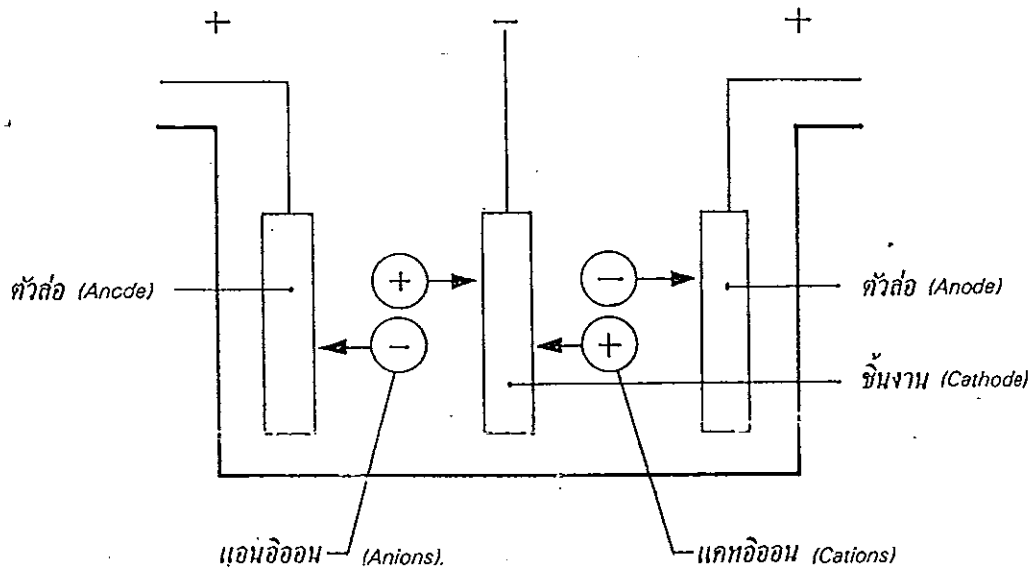 + − +
ตัวล่อ (Ancde)
+ −
ตัวล่อ (Anode)
− +
ชิ้นงาน (Cathode)
แอนอิออน (Anions).
แคทอิออน (Cations)